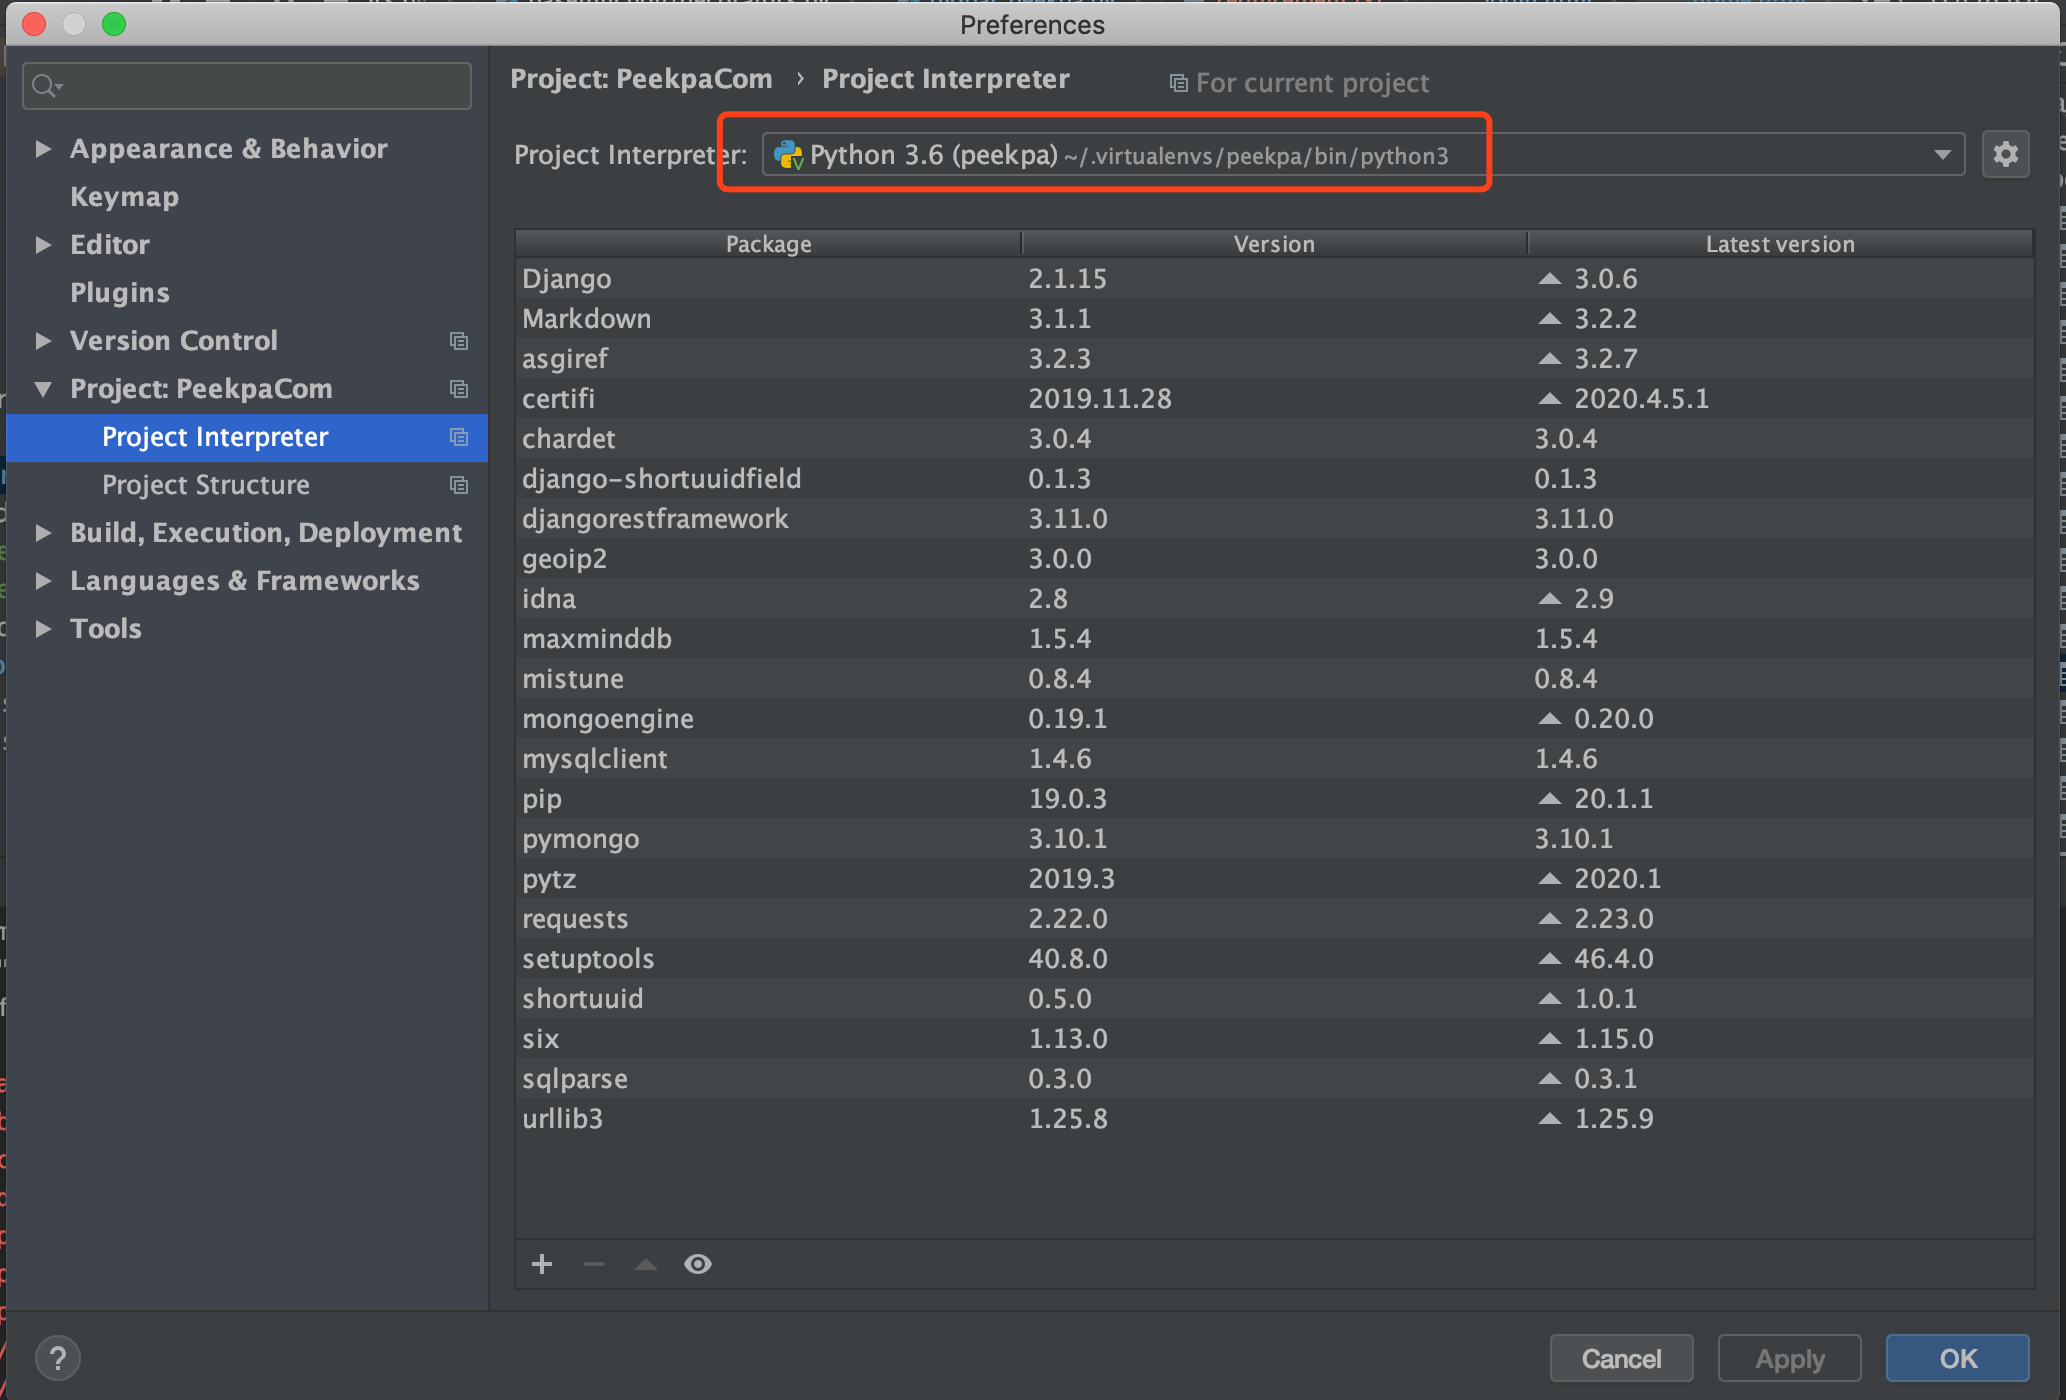 Preferences
Project: PeekpaCom › Project Interpreter For current project
Appearance & Behavior
Keymap
Editor
Plugins
Version Control
Project: PeekpaCom
Project Interpreter
Project Structure
Build, Execution, Deployment
Languages & Frameworks
Tools
Project Interpreter: Python 3.6 (peekpa) ~/.virtualenvs/peekpa/bin/python3
Package Version Latest version
Django 2.1.15 3.0.6
Markdown 3.1.1 3.2.2
asgiref 3.2.3 3.2.7
certifi 2019.11.28 2020.4.5.1
chardet 3.0.4 3.0.4
django-shortuuidfield 0.1.3 0.1.3
djangorestframework 3.11.0 3.11.0
geoip2 3.0.0 3.0.0
idna 2.8 2.9
maxminddb 1.5.4 1.5.4
mistune 0.8.4 0.8.4
mongoengine 0.19.1 0.20.0
mysqlclient 1.4.6 1.4.6
pip 19.0.3 20.1.1
pymongo 3.10.1 3.10.1
pytz 2019.3 2020.1
requests 2.22.0 2.23.0
setuptools 40.8.0 46.4.0
shortuuid 0.5.0 1.0.1
six 1.13.0 1.15.0
sqlparse 0.3.0 0.3.1
urllib3 1.25.8 1.25.9
? Cancel Apply OK